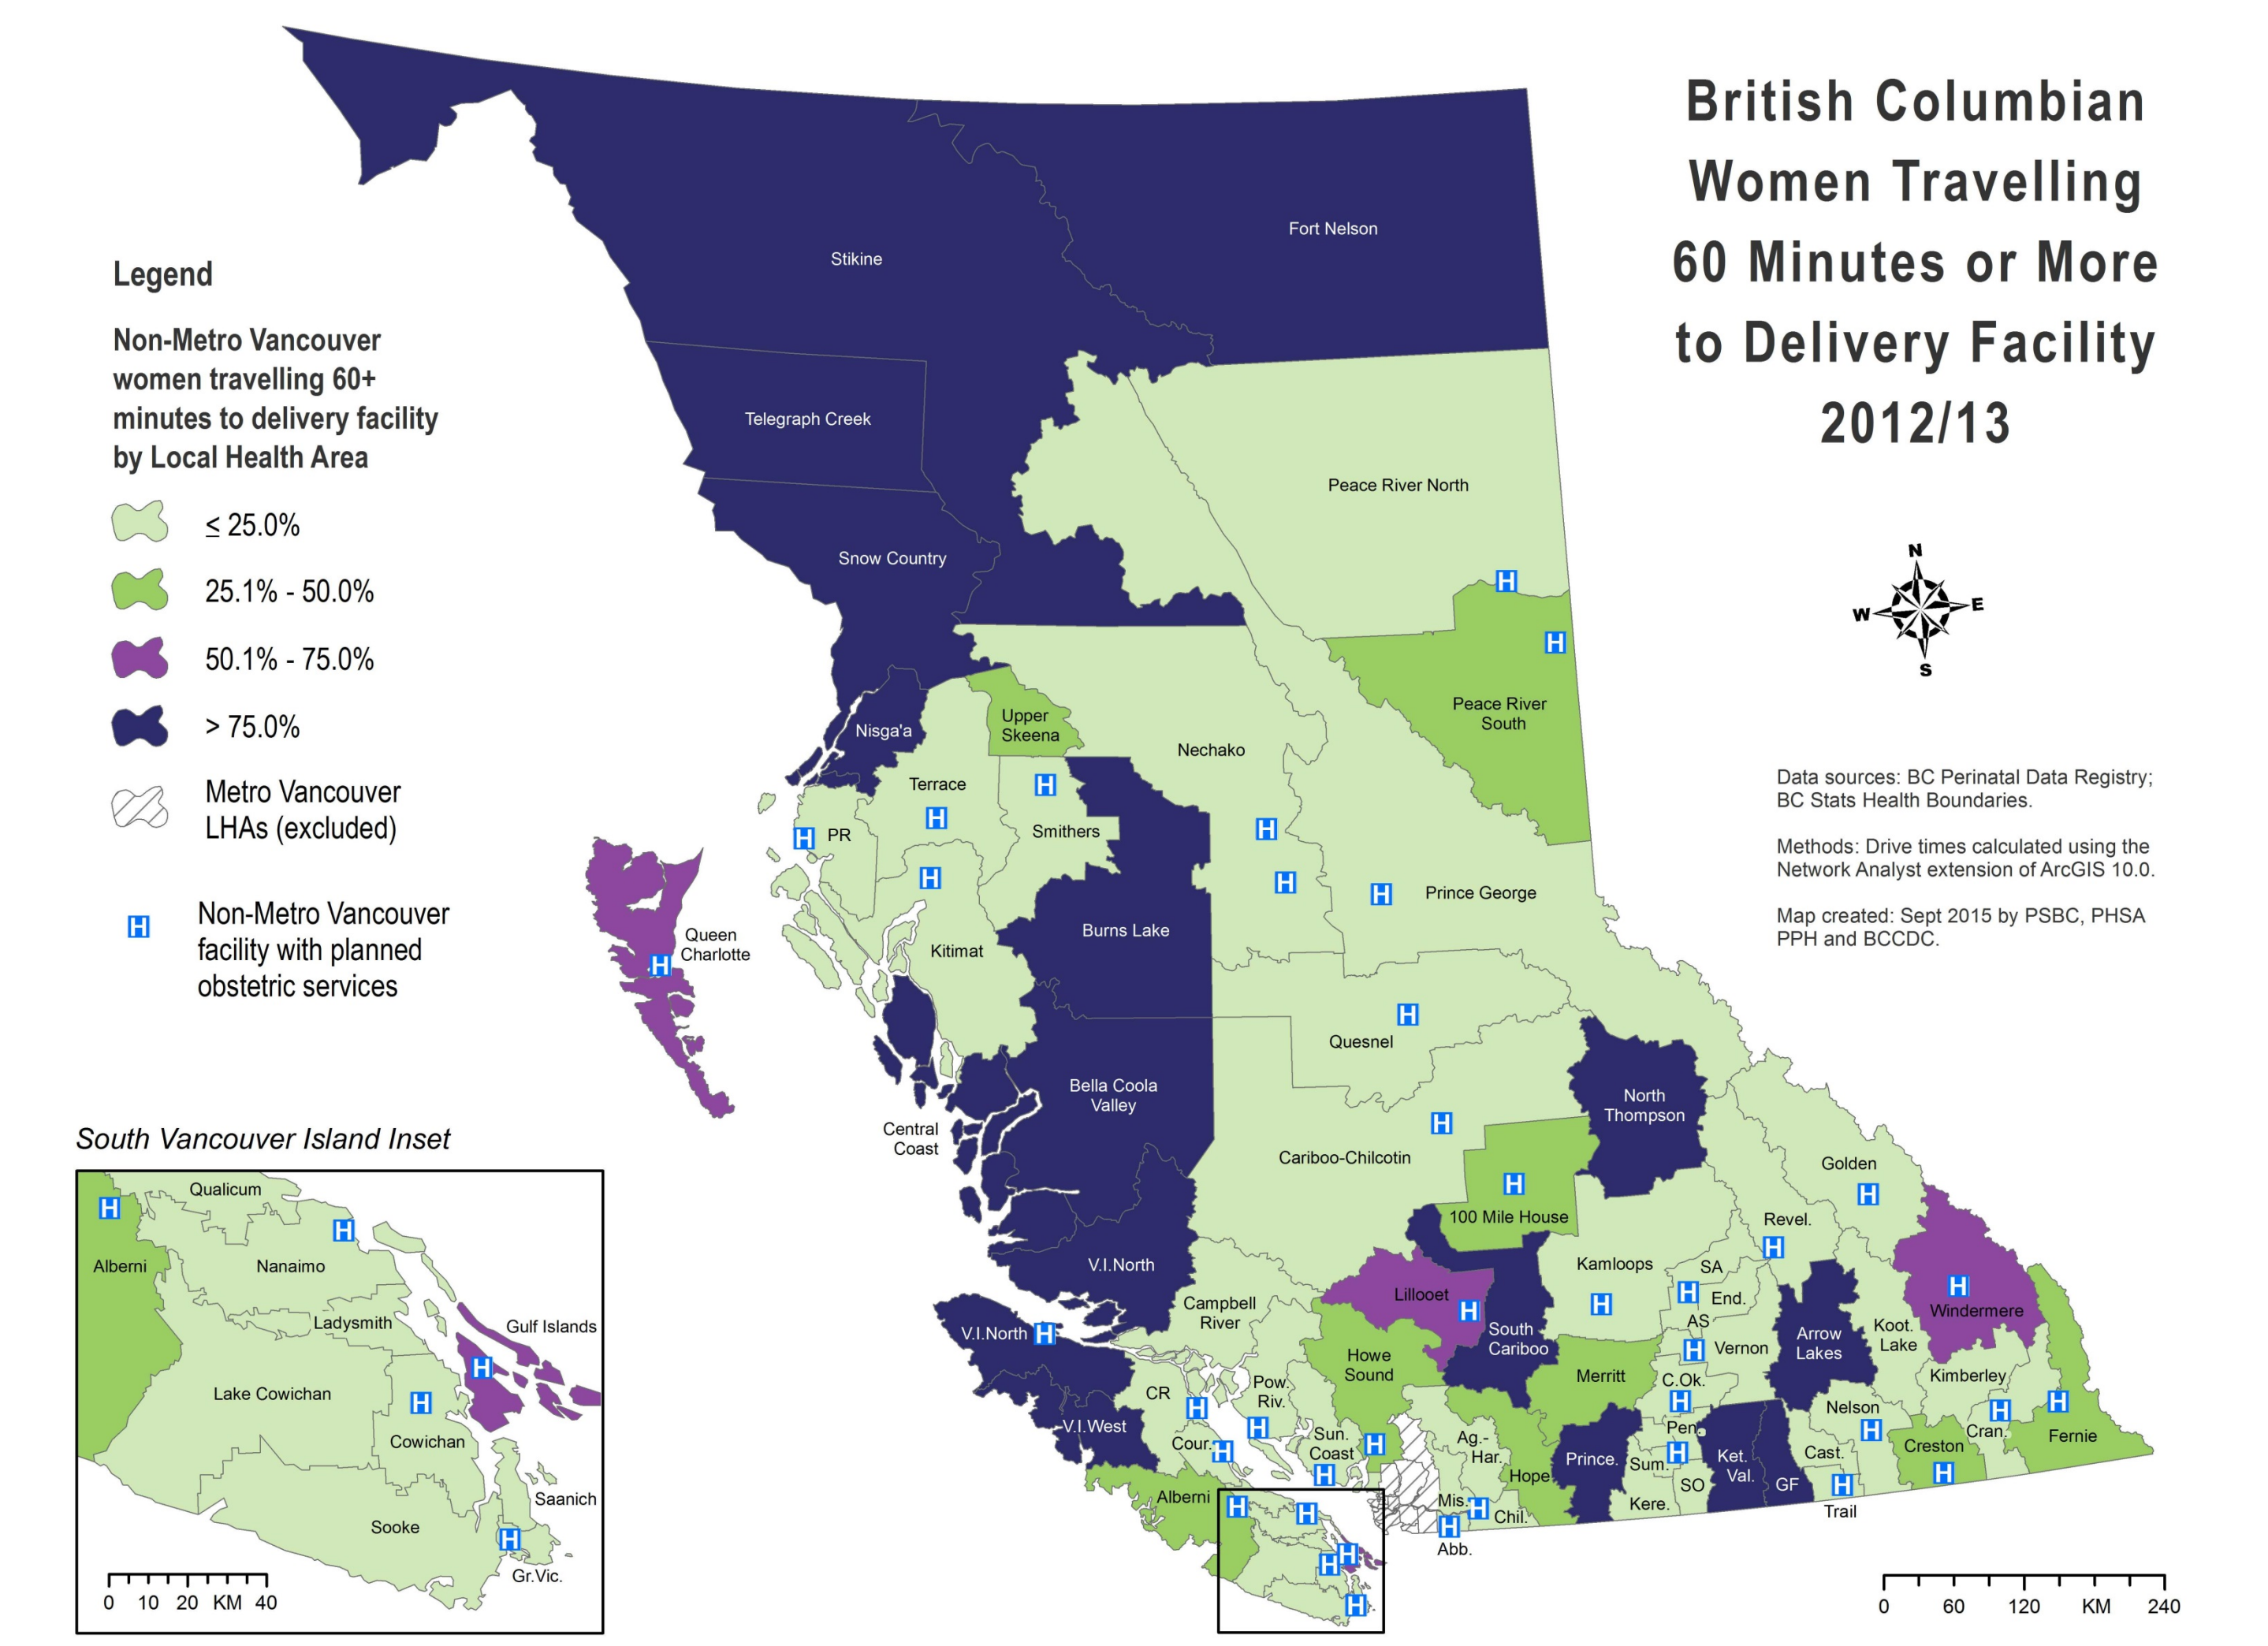 British Columbian
Women Travelling
60 Minutes or More
to Delivery Facility
2012/13
Legend
Non-Metro Vancouver
women travelling 60+
minutes to delivery facility
by Local Health Area
≤ 25.0%
25.1% - 50.0%
50.1% - 75.0%
> 75.0%
Metro Vancouver
LHAs (excluded)
H
Non-Metro Vancouver
facility with planned
obstetric services
Stikine
Fort Nelson
Telegraph Creek
Peace River North
Snow Country
H
H
N
W
E
S
Peace River
South
Upper
Skeena
Nisga'a
Nechako
Terrace
H
H
Smithers
H
PR
H
H
H
H
Prince George
Kitimat
Burns Lake
Queen
Charlotte
H
Data sources: BC Perinatal Data Registry;
BC Stats Health Boundaries.
Methods: Drive times calculated using the
Network Analyst extension of ArcGIS 10.0.
Map created: Sept 2015 by PSBC, PHSA
PPH and BCCDC.
H
Quesnel
Bella Coola
Valley
North
Thompson
Central
Coast
H
Cariboo-Chilcotin
Golden
H
H
100 Mile House
Revel.
H
V.I.North
Kamloops
H
SA
H
End.
Lillooet
H
H
Windermere
Campbell
River
V.I.North
H
South
Cariboo
AS
H
Vernon
Arrow
Lakes
Koot.
Lake
Howe
Sound
Merritt
C.Ok.
H
Kimberley
CR
H
Pow.
Riv.
H
V.I.West
Nelson
H
H
Cran.
H
Fernie
Cour.
H
Sun.
Coast
H
H
Ag.-
Har.
Hope
Prince.
Pen.
H
Sum.
Ket.
Val.
Cast.
Creston
H
SO
GF
H
Trail
Kere.
Alberni
H
H
Mis.
H
Chil.
H
Abb.
H
H
H
South Vancouver Island Inset
Qualicum
H
H
Alberni
Nanaimo
Ladysmith
Gulf Islands
H
Lake Cowichan
H
Cowichan
Saanich
Sooke
H
Gr.Vic.
0 10 20 KM 40
0 60 120 KM 240